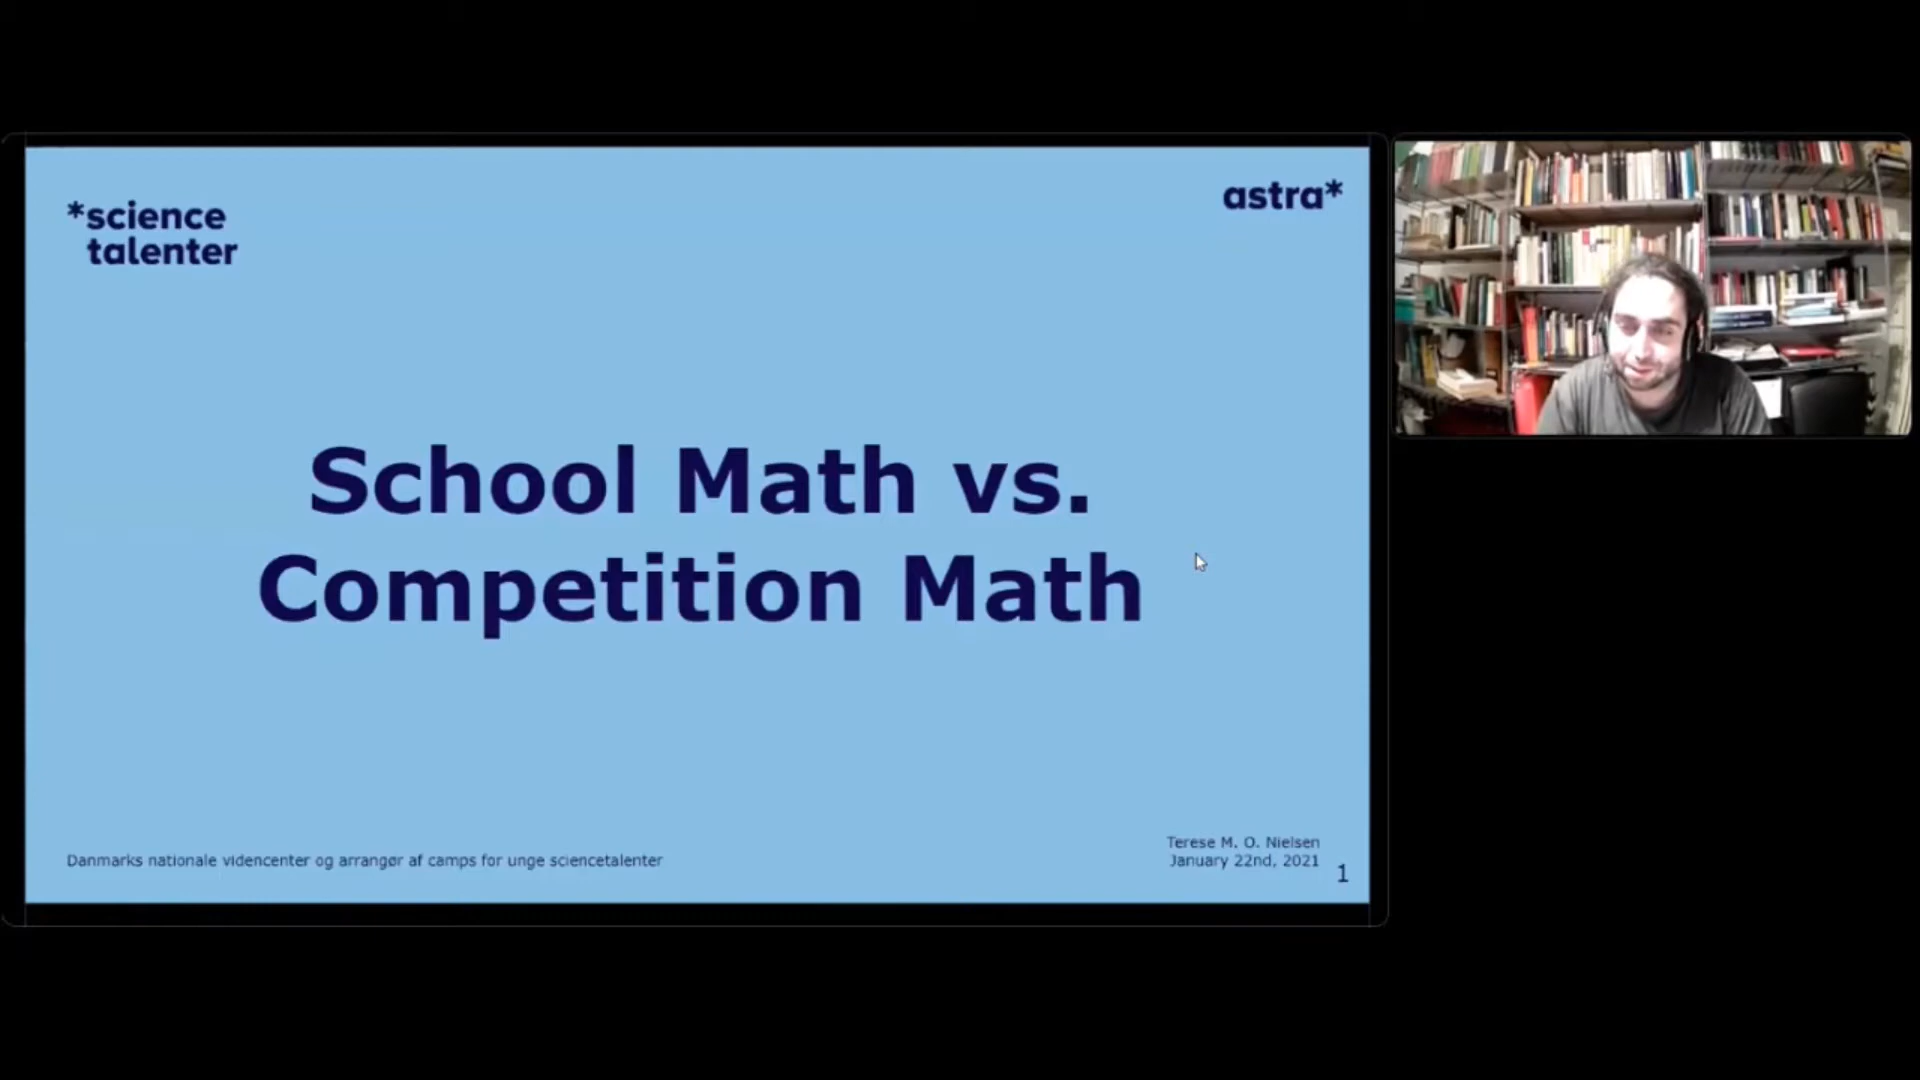 *science
talenter
astra*
School Math vs.
Competition Math
Danmarks nationale videncenter og arrangør af camps for unge sciencetalenter
Terese M. O. Nielsen
January 22nd, 2021
1